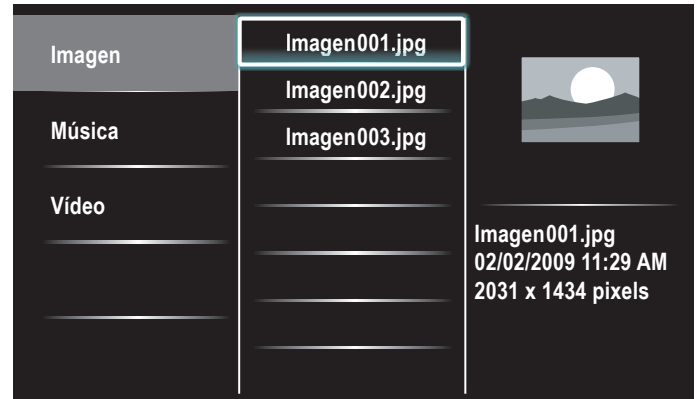 Imagen
Música
Vídeo
Imagen001.jpg
Imagen002.jpg
Imagen003.jpg
Imagen001.jpg
02/02/2009 11:29 AM
2031 x 1434 pixels